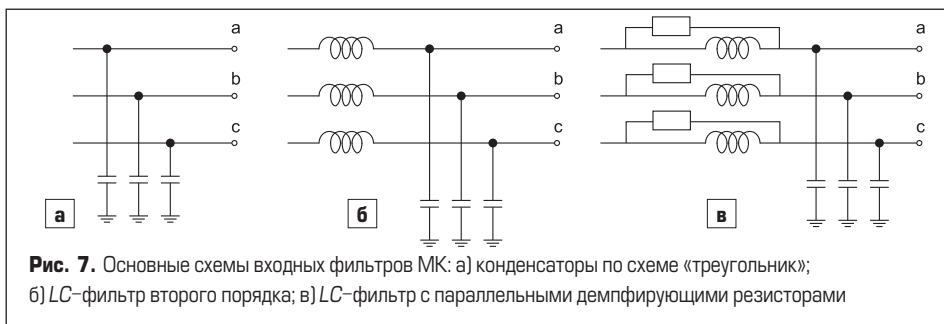 a
b
c
а
a
b
c
б
a
b
c
в
Рис. 7. Основные схемы входных фильтров МК: а) конденсаторы по схеме «треугольник»;
б) LC–фильтр второго порядка; в) LC–фильтр с параллельными демпфирующими резисторами